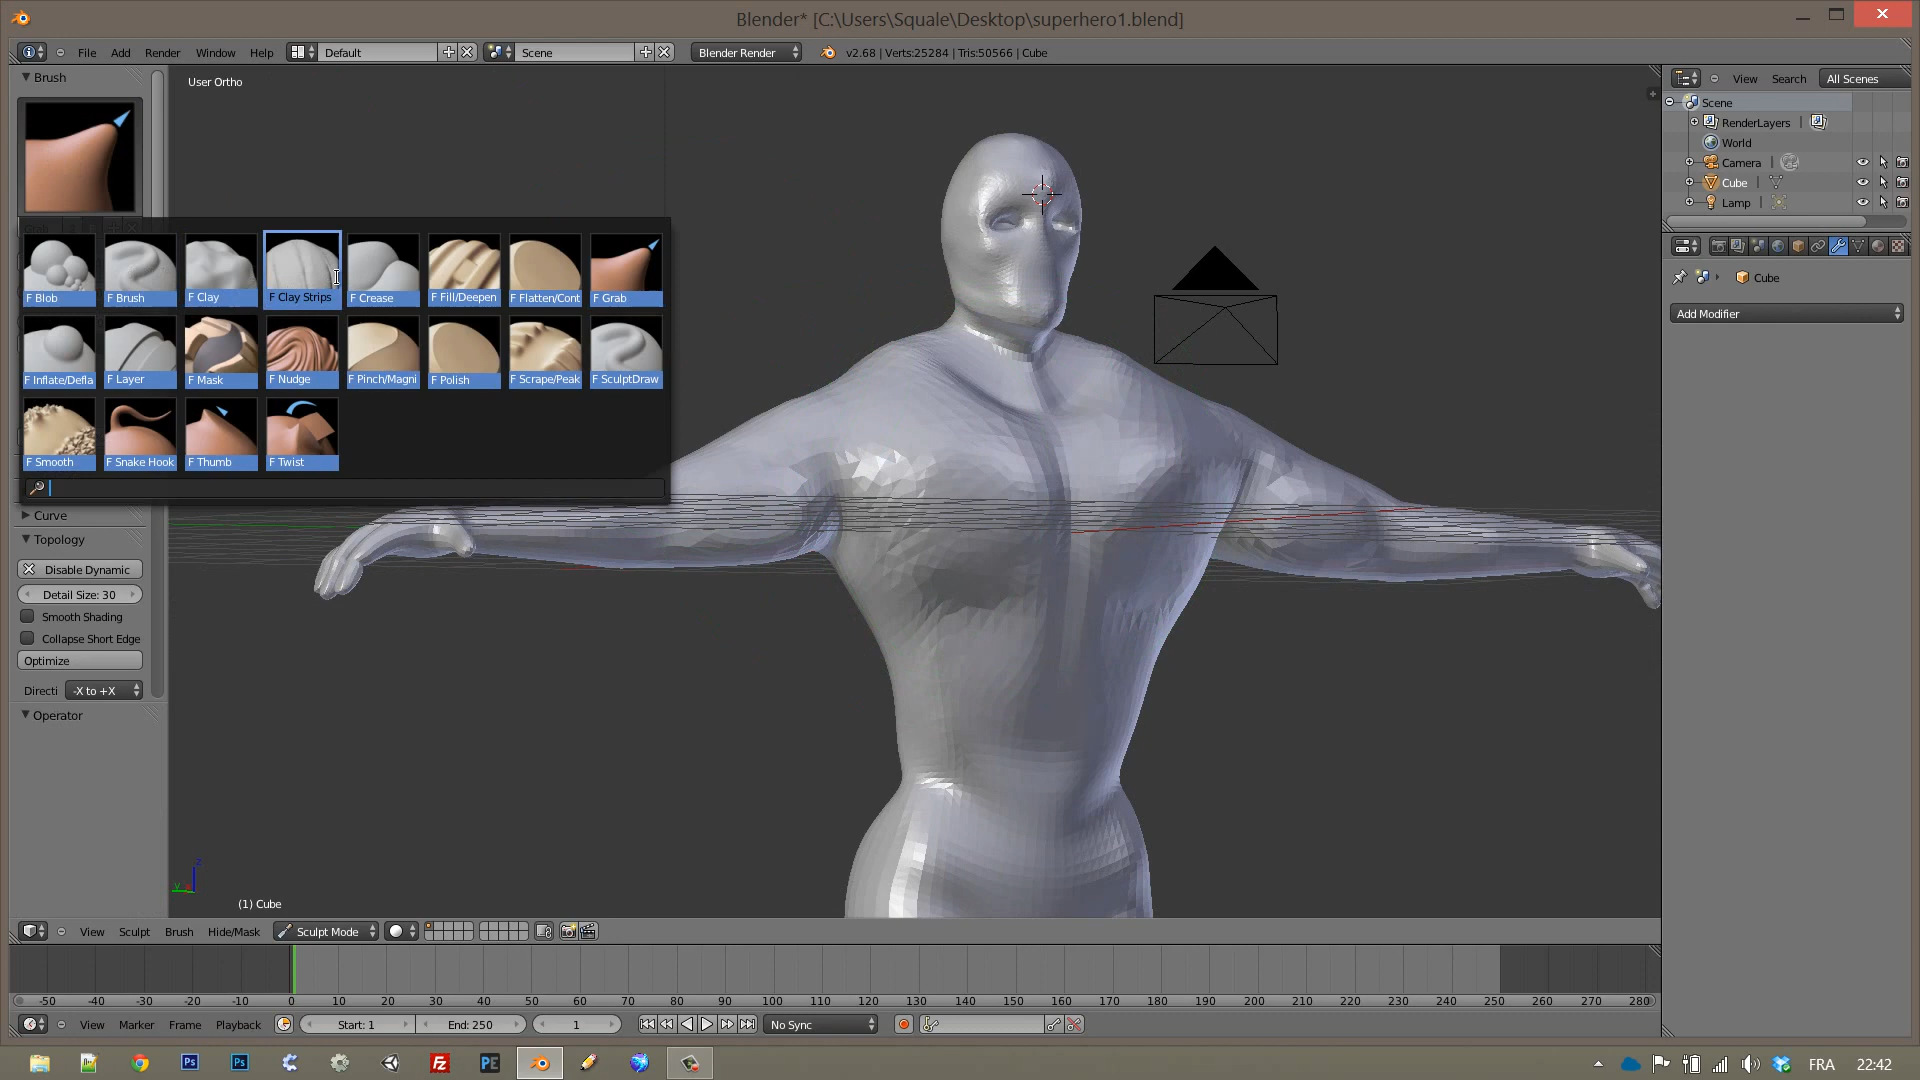 Blender* [C:\Users\Squale\Desktop\superhero1.blend]
File Add Render Window Help Default Scene Blender Render v2.68 | Verts:25284 | Tris:50566 | Cube
Brush
User Ortho
F Blob F Brush F Clay F Clay Strips F Crease F Fill/Deepen F Flatten/Cont F Grab
F Inflate/Defla F Layer F Mask F Nudge F Pinch/Magni F Polish F Scrape/Peak F SculptDraw
F Smooth F Snake Hook F Thumb F Twist
Curve
Topology
Disable Dynamic
Detail Size: 30
Smooth Shading
Collapse Short Edge
Optimize
Directi -X to +X
Operator
z
y
(1) Cube
View Search All Scenes
Scene
RenderLayers |
World
Camera |
Cube |
Lamp |
Cube
Add Modifier
View Sculpt Brush Hide/Mask Sculpt Mode
-50 -40 -30 -20 -10 0 10 20 30 40 50 60 70 80 90 100 110 120 130 140 150 160 170 180 190 200 210 220 230 240 250 260 270 280
View Marker Frame Playback Start: 1 End: 250 1 No Sync
Ps Ps Fz PE FRA 22:42